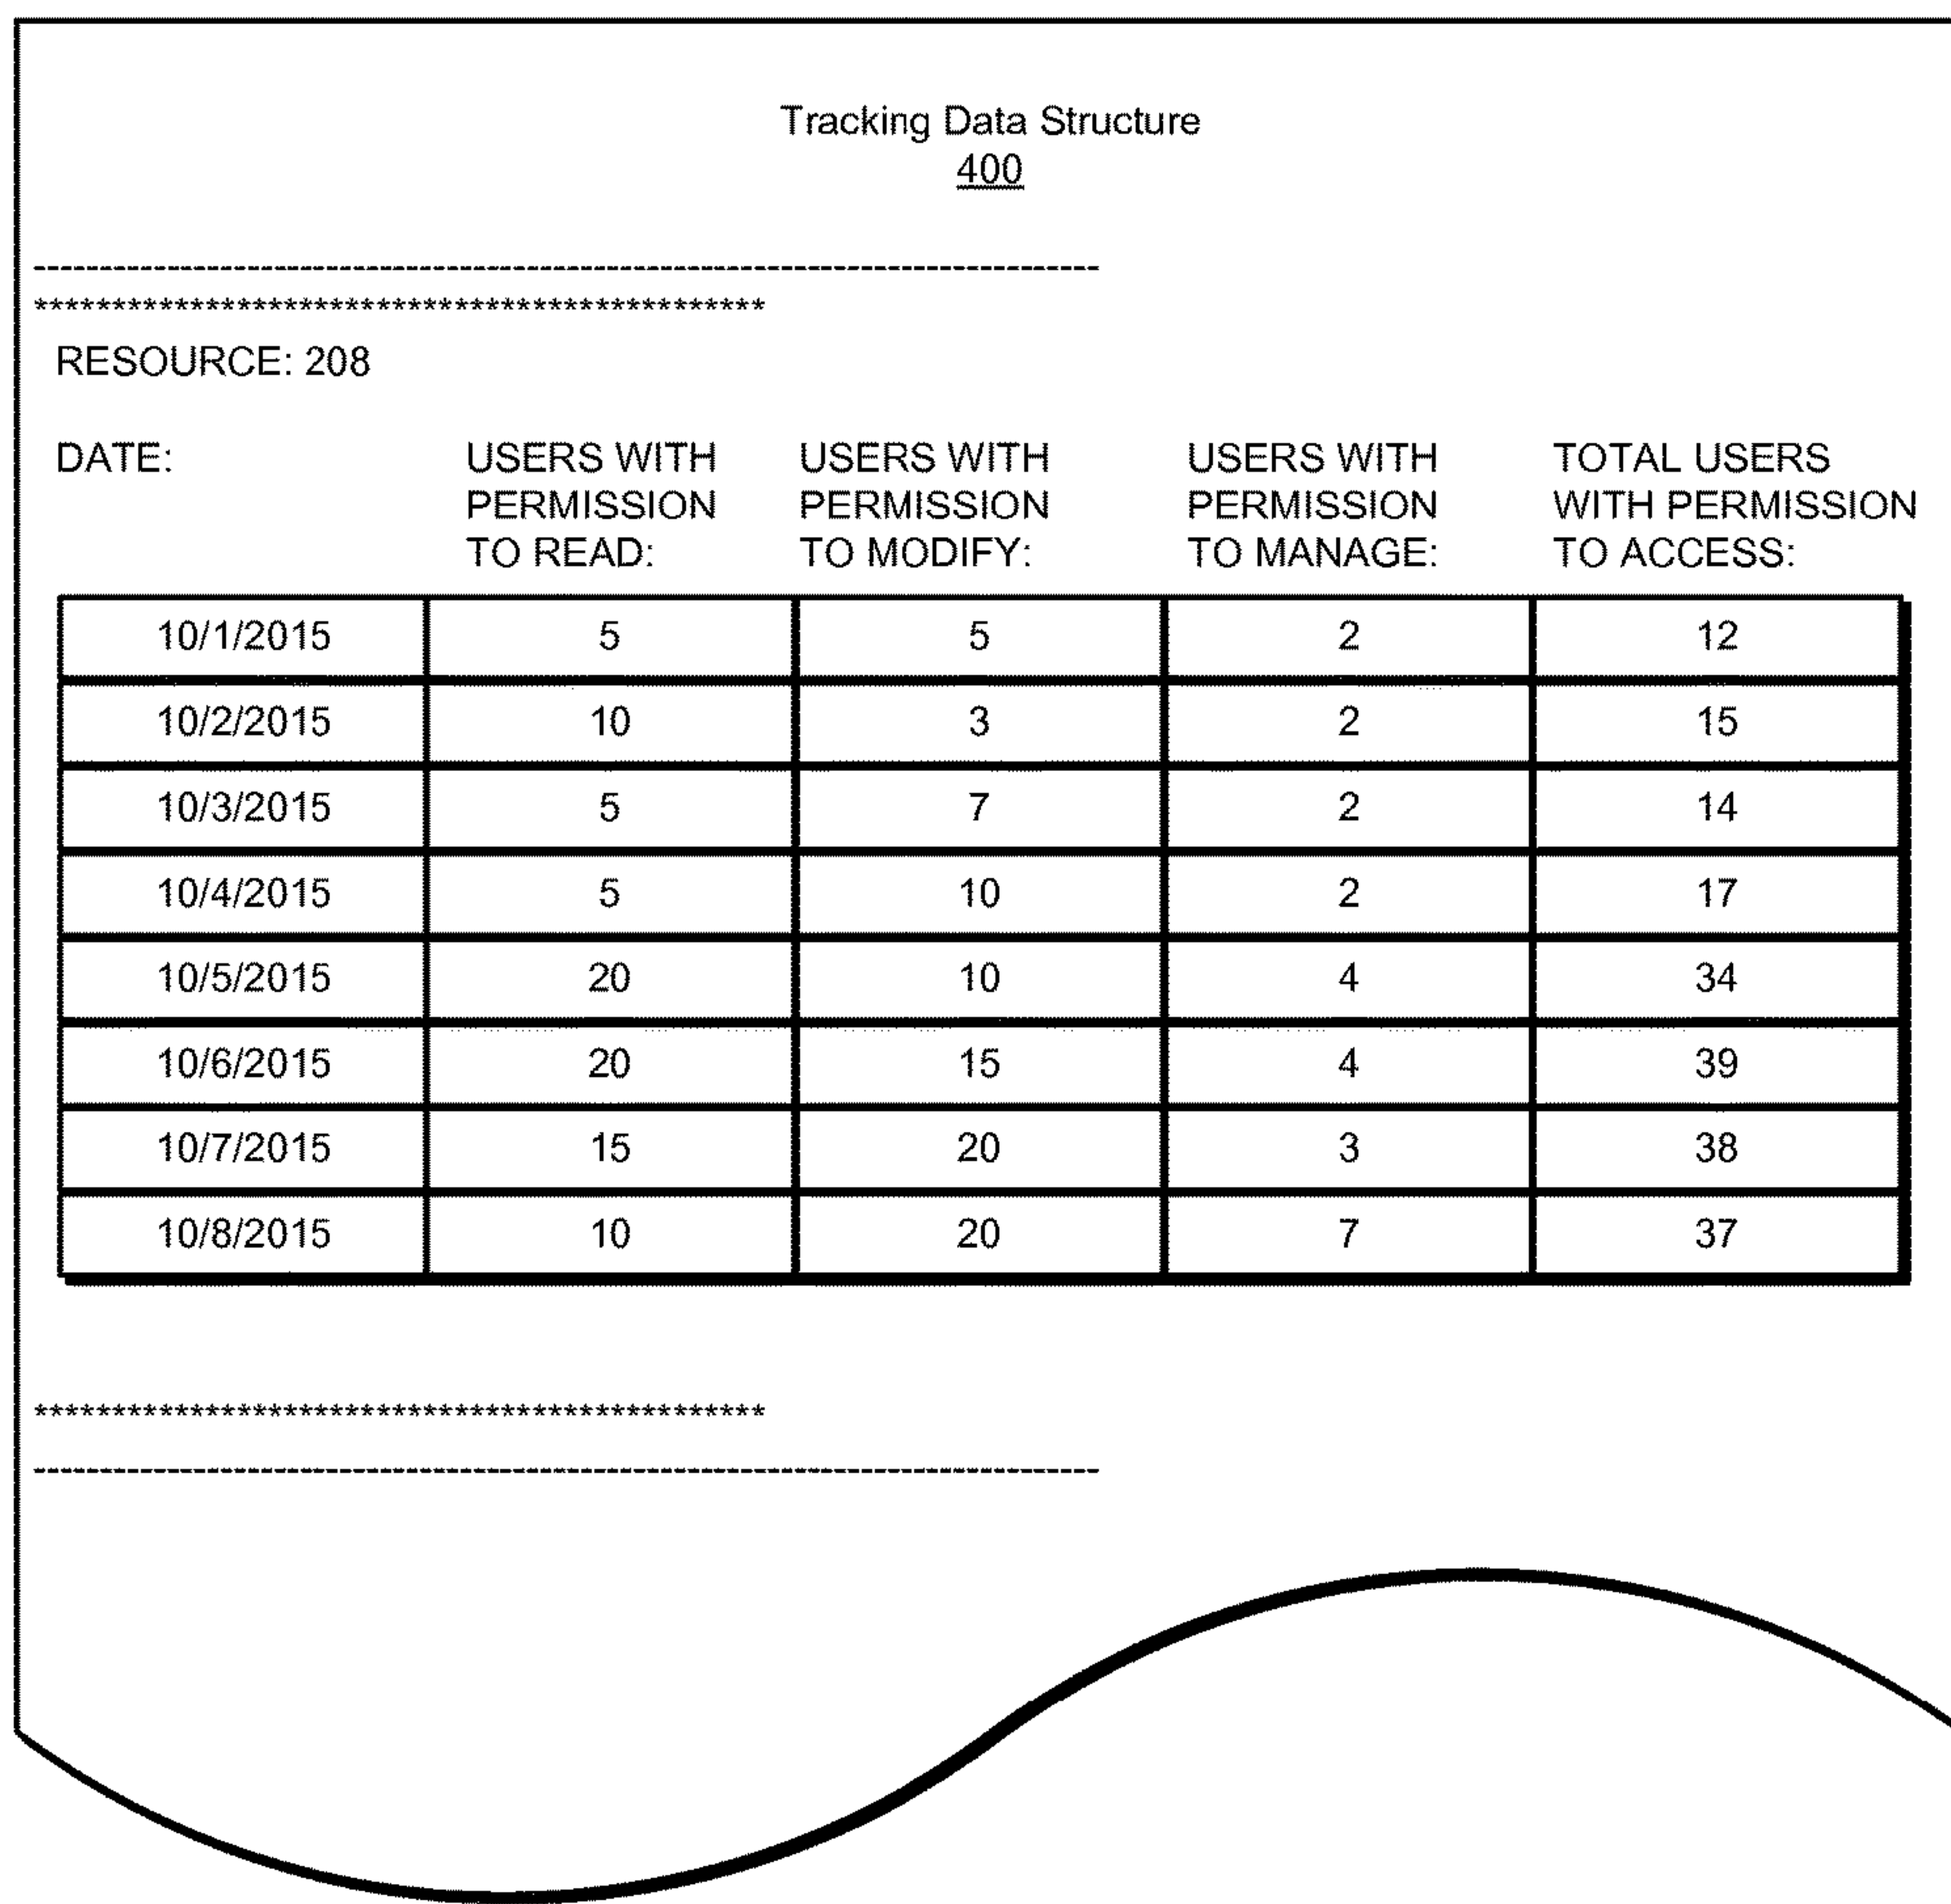 Tracking Data Structure
400
--------------------------------------------------------------------------------
***********************************************
RESOURCE: 208
DATE: USERS WITH PERMISSION TO READ: USERS WITH PERMISSION TO MODIFY: USERS WITH PERMISSION TO MANAGE: TOTAL USERS WITH PERMISSION TO ACCESS:
10/1/2015 5 5 2 12
10/2/2015 10 3 2 15
10/3/2015 5 7 2 14
10/4/2015 5 10 2 17
10/5/2015 20 10 4 34
10/6/2015 20 15 4 39
10/7/2015 15 20 3 38
10/8/2015 10 20 7 37
***********************************************
--------------------------------------------------------------------------------